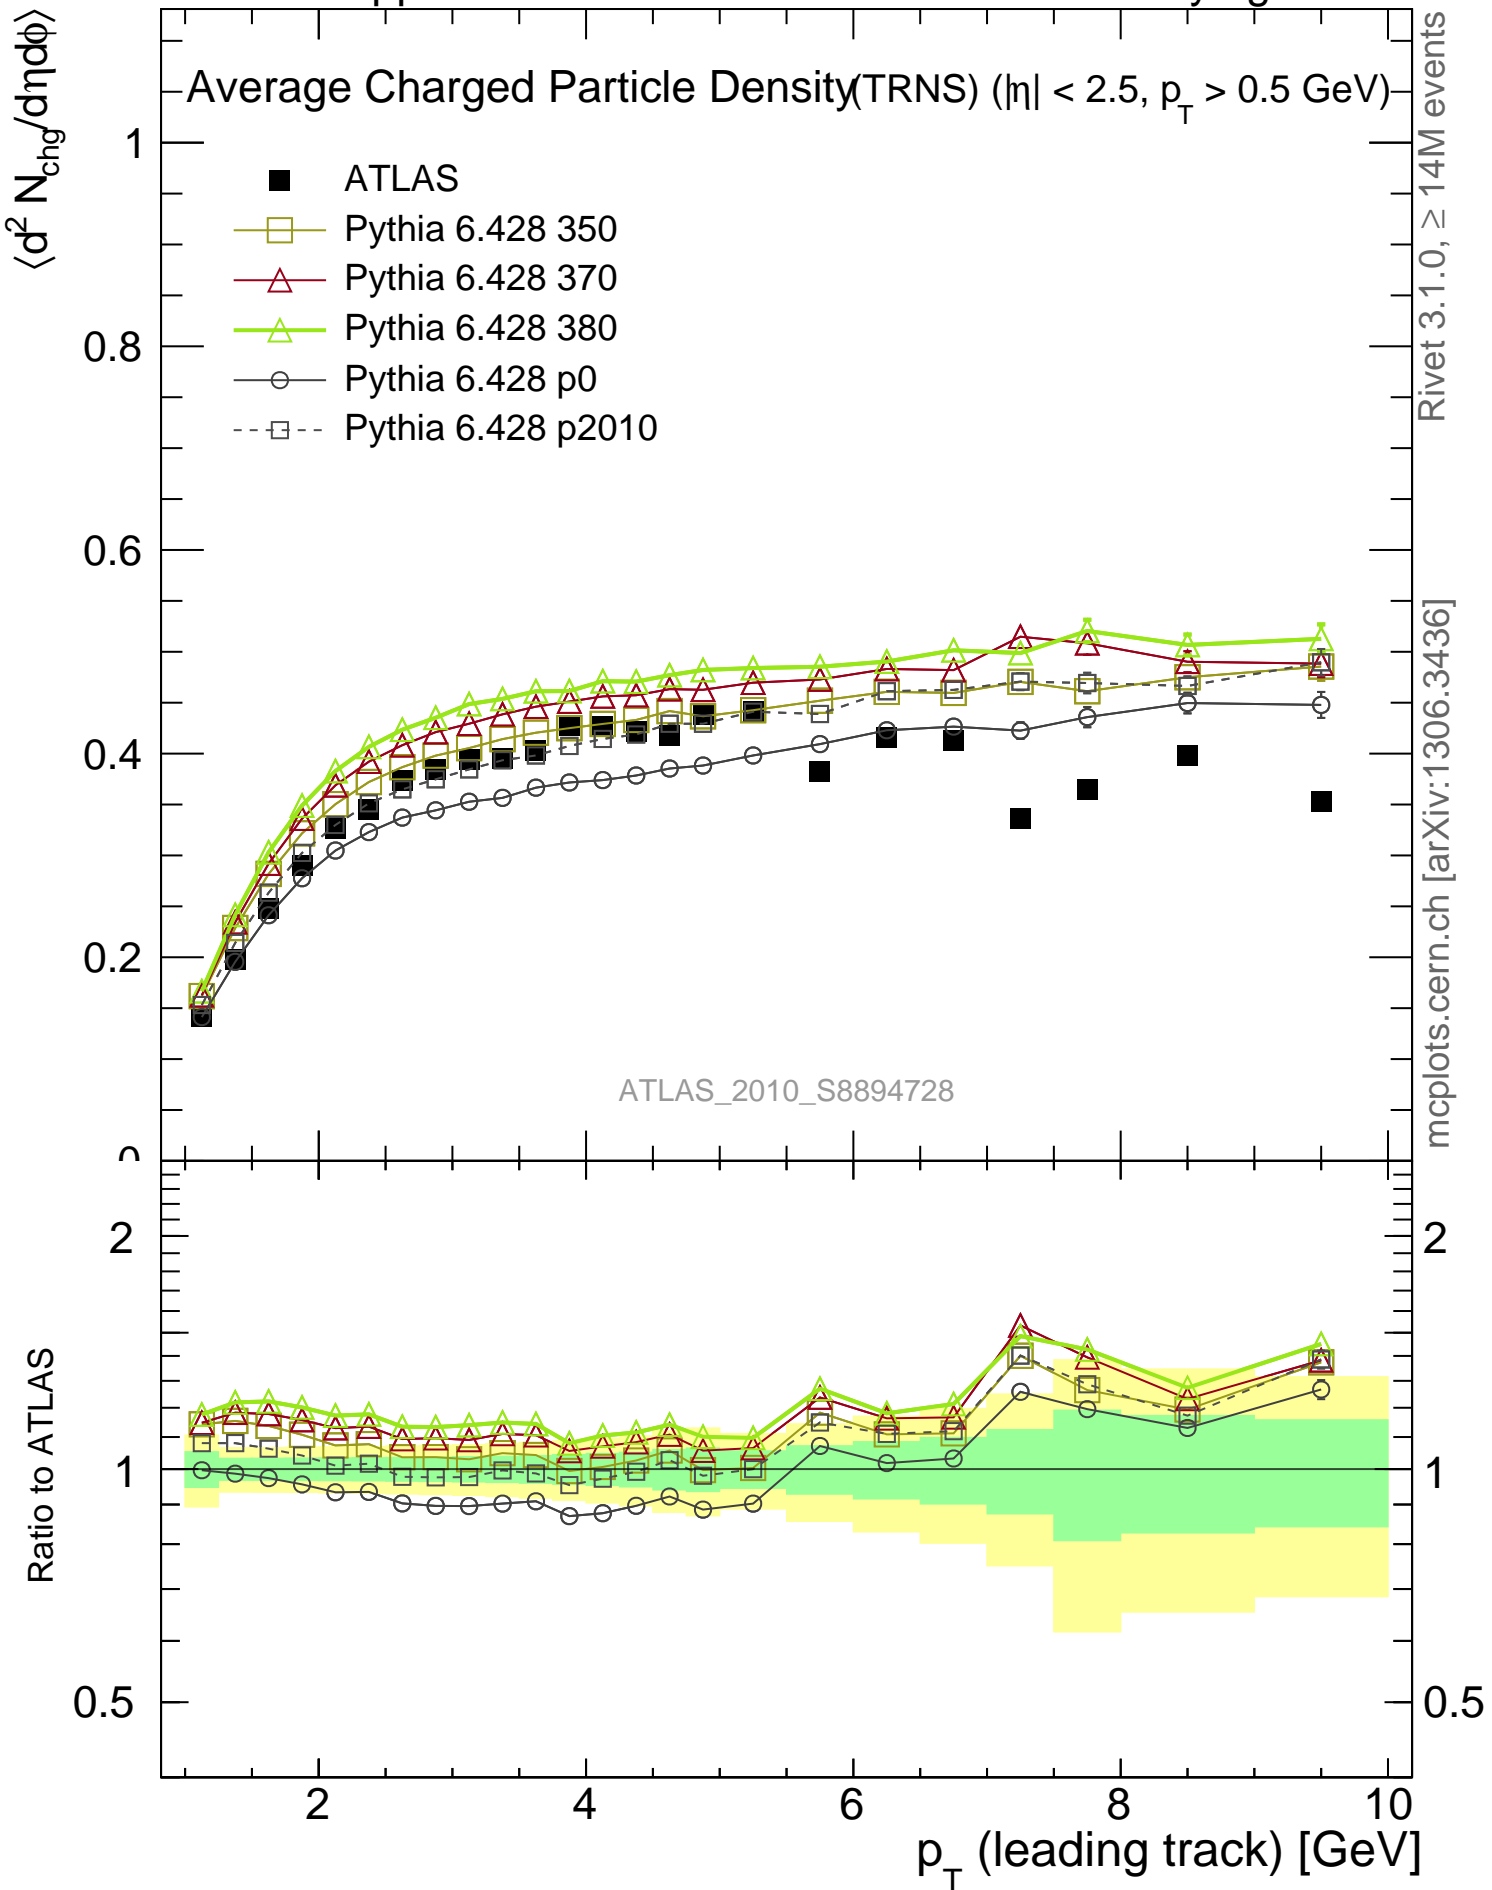 Average Charged Particle Density(TRNS) (|η| < 2.5, p_T > 0.5 GeV)
⟨d² N_chg/dηdϕ⟩
ATLAS
Pythia 6.428 350
Pythia 6.428 370
Pythia 6.428 380
Pythia 6.428 p0
Pythia 6.428 p2010
1
0.8
0.6
0.4
0.2
0
ATLAS_2010_S8894728
Rivet 3.1.0, ≥ 14M events
mcplots.cern.ch [arXiv:1306.3436]
Ratio to ATLAS
2
1
0.5
2
1
0.5
2
4
6
8
10
p_T (leading track) [GeV]